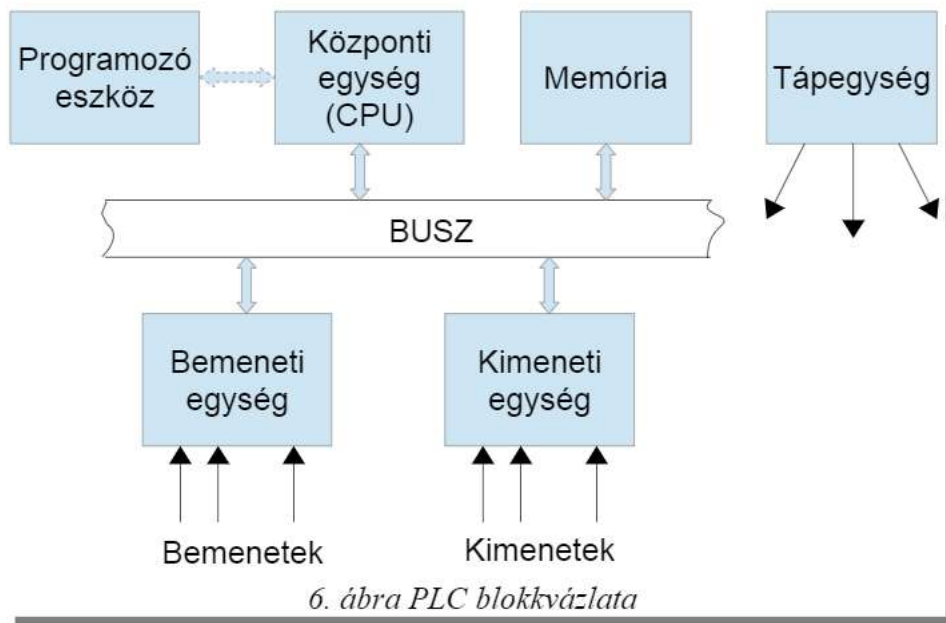 Programozó
eszköz
Központi
egység
(CPU)
Memória
Tápegység
BUSZ
Bemeneti
egység
Kimeneti
egység
Bemenetek
Kimenetek
6. ábra PLC blokkvázlata